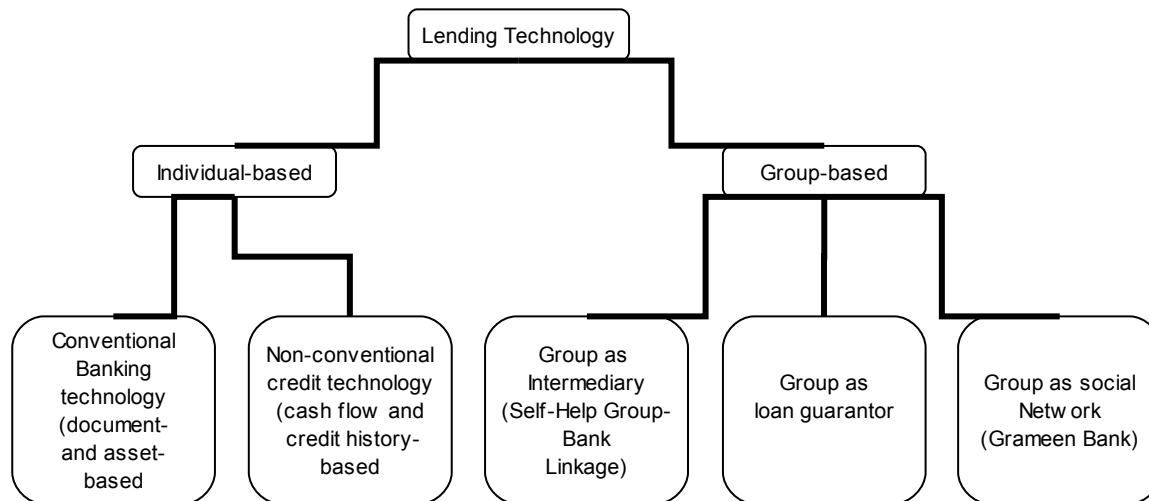 Lending Technology
Individual-based
Group-based
Conventional
Banking
technology
(document-
and asset-
based
Non-conventional
credit technology
(cash flow and
credit history-
based
Group as
Intermediary
(Self-Help Group-
Bank
Linkage)
Group as
loan guarantor
Group as social
Network
(Grameen Bank)